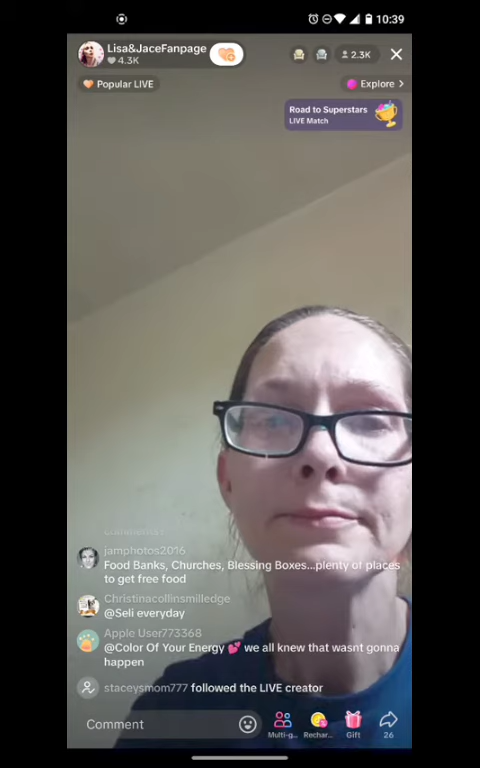 10:39
Lisa&JaceFanpage
4.3K
2.3K
Popular LIVE
Explore >
Road to Superstars
LIVE Match
jamphotos2016
Food Banks, Churches, Blessing Boxes...plenty of places
to get free food
Christinacollinsmilledge
@Seli everyday
Apple User773368
@Color Of Your Energy 💕 we all knew that wasnt gonna
happen
staceysmom777 followed the LIVE creator
Comment
Multi-g...
Rechar...
Gift
26